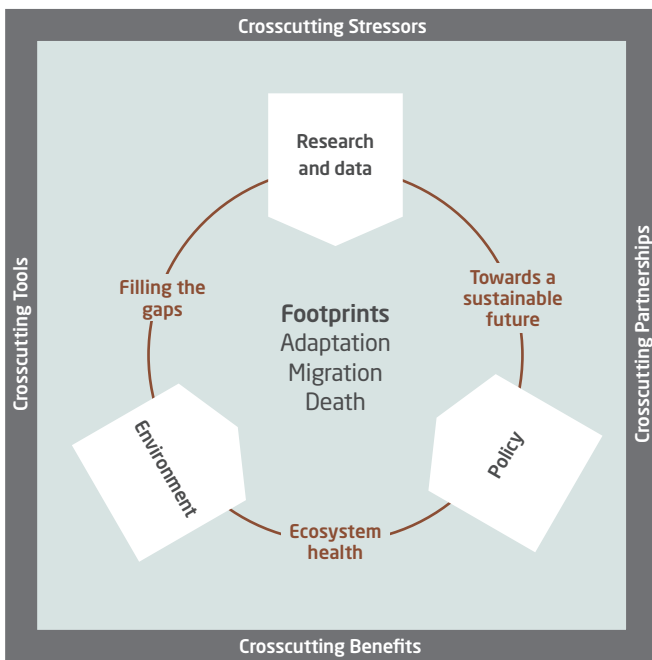 Crosscutting Stressors
Research
and data
Crosscutting Tools
Filling the
gaps
Towards a
sustainable
future
Crosscutting Partnerships
Footprints
Adaptation
Migration
Death
Environment
Policy
Ecosystem
health
Crosscutting Benefits